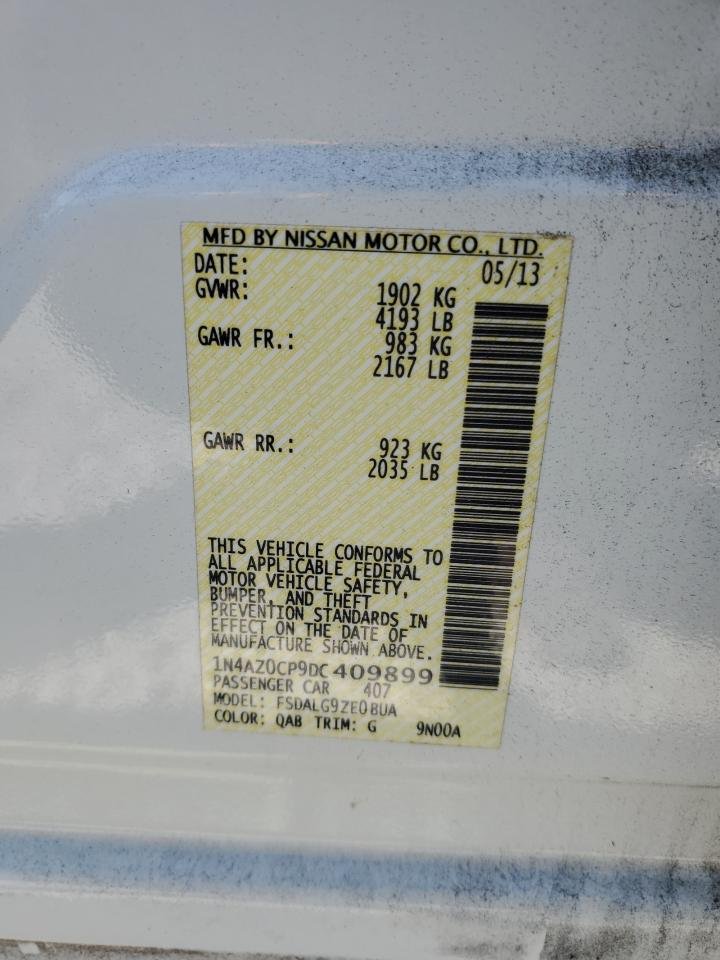 MFD BY NISSAN MOTOR CO., LTD.
DATE: 05/13
GVWR: 1902 KG
4193 LB
GAWR FR.: 983 KG
2167 LB
GAWR RR.: 923 KG
2035 LB
THIS VEHICLE CONFORMS TO
ALL APPLICABLE FEDERAL
MOTOR VEHICLE SAFETY,
BUMPER, AND THEFT
PREVENTION STANDARDS IN
EFFECT ON THE DATE OF
MANUFACTURE SHOWN ABOVE.
1N4AZ0CP9DC409899
PASSENGER CAR 407
MODEL: FSDALG9ZE0BUA
COLOR: QAB TRIM: G 9N00A